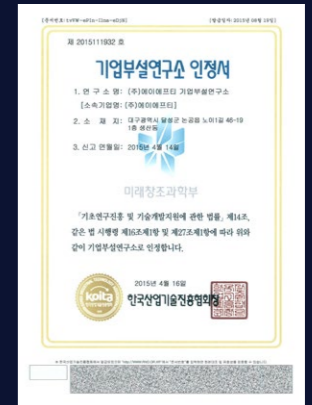 제 2015111932 호
기업부설연구소 인정서
1. 연 구 소 명: (주)에이에프티 기업부설연구소
[소속기업명: (주)에이에프티]
2. 소 재 지: 대구광역시 달성군 논공읍 노이1길 46-19
1층 생산동
3. 신고 연월일: 2015년 4월 14일
미래창조과학부
「기초연구진흥 및 기술개발지원에 관한 법률」 제14조,
같은 법 시행령 제16조제1항 및 제27조제1항에 따라 위와
같이 기업부설연구소로 인정합니다.
2015년 4월 16일
koita
한국산업기술진흥협회장